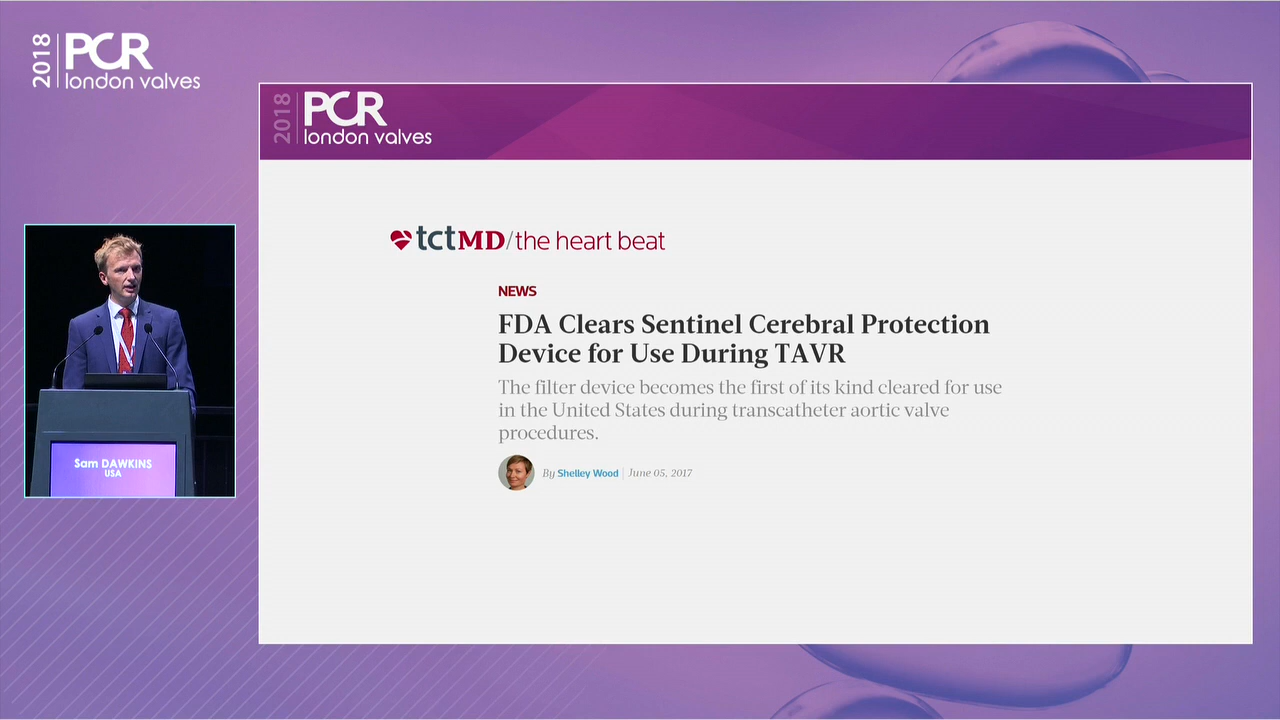 2018
PCR
london valves
2018
PCR
london valves
tctMD/the heart beat
NEWS
FDA Clears Sentinel Cerebral Protection
Device for Use During TAVR
The filter device becomes the first of its kind cleared for use
in the United States during transcatheter aortic valve
procedures.
By Shelley Wood | June 05, 2017
Sam DAWKINS
USA